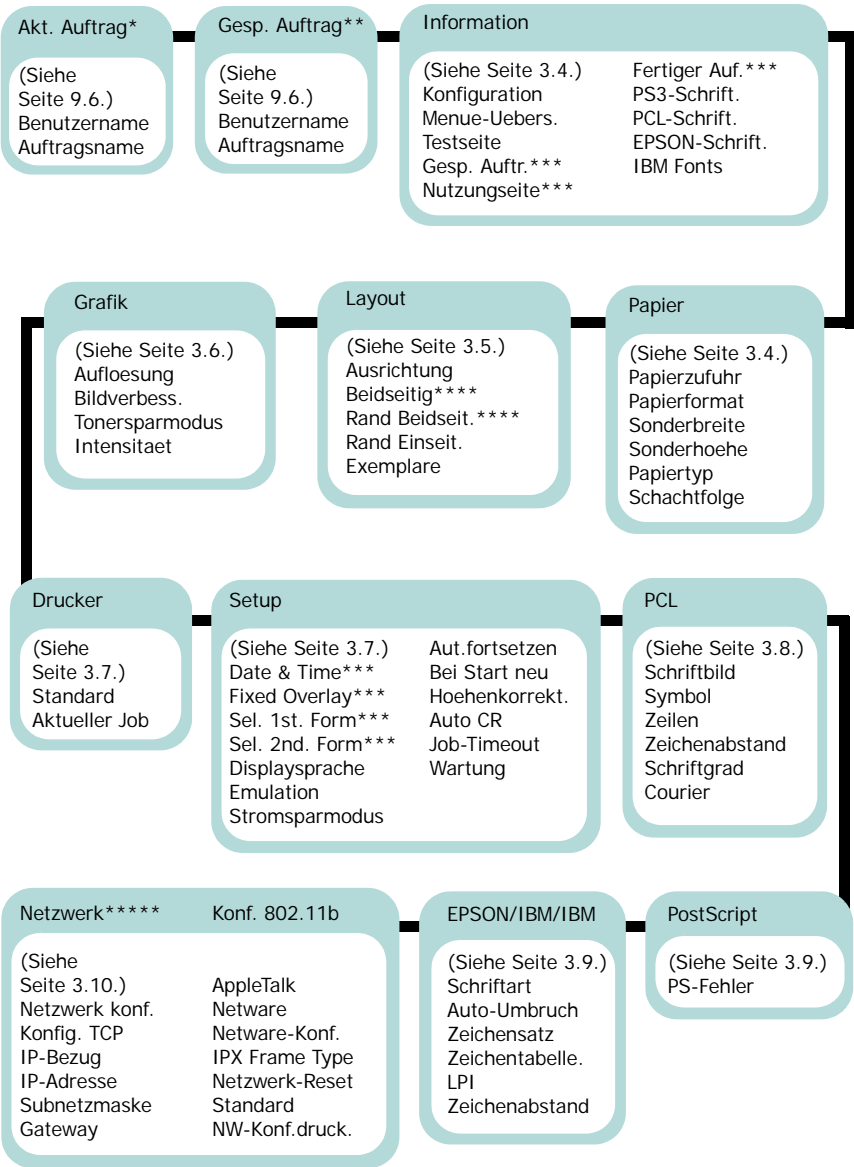 Akt. Auftrag*
(Siehe
Seite 9.6.)
Benutzername
Auftragsname
Gesp. Auftrag**
(Siehe
Seite 9.6.)
Benutzername
Auftragsname
Information
(Siehe Seite 3.4.)
Konfiguration
Menue-Uebers.
Testseite
Gesp. Auftr.***
Nutzungseite***
Fertiger Auf.***
PS3-Schrift.
PCL-Schrift.
EPSON-Schrift.
IBM Fonts
Grafik
(Siehe Seite 3.6.)
Aufloesung
Bildverbess.
Tonersparmodus
Intensitaet
Layout
(Siehe Seite 3.5.)
Ausrichtung
Beidseitig****
Rand Beidseit.****
Rand Einseit.
Exemplare
Papier
(Siehe Seite 3.4.)
Papierzufuhr
Papierformat
Sonderbreite
Sonderhoehe
Papiertyp
Schachtfolge
Drucker
(Siehe
Seite 3.7.)
Standard
Aktueller Job
Setup
(Siehe Seite 3.7.)
Date & Time***
Fixed Overlay***
Sel. 1st. Form***
Sel. 2nd. Form***
Displaysprache
Emulation
Stromsparmodus
Aut.fortsetzen
Bei Start neu
Hoehenkorrekt.
Auto CR
Job-Timeout
Wartung
PCL
(Siehe Seite 3.8.)
Schriftbild
Symbol
Zeilen
Zeichenabstand
Schriftgrad
Courier
Netzwerk*****
(Siehe
Seite 3.10.)
Netzwerk konf.
Konfig. TCP
IP-Bezug
IP-Adresse
Subnetzmaske
Gateway
Konf. 802.11b
AppleTalk
Netware
Netware-Konf.
IPX Frame Type
Netzwerk-Reset
Standard
NW-Konf.druck.
EPSON/IBM/IBM
(Siehe Seite 3.9.)
Schriftart
Auto-Umbruch
Zeichensatz
Zeichentabelle.
LPI
Zeichenabstand
PostScript
(Siehe Seite 3.9.)
PS-Fehler